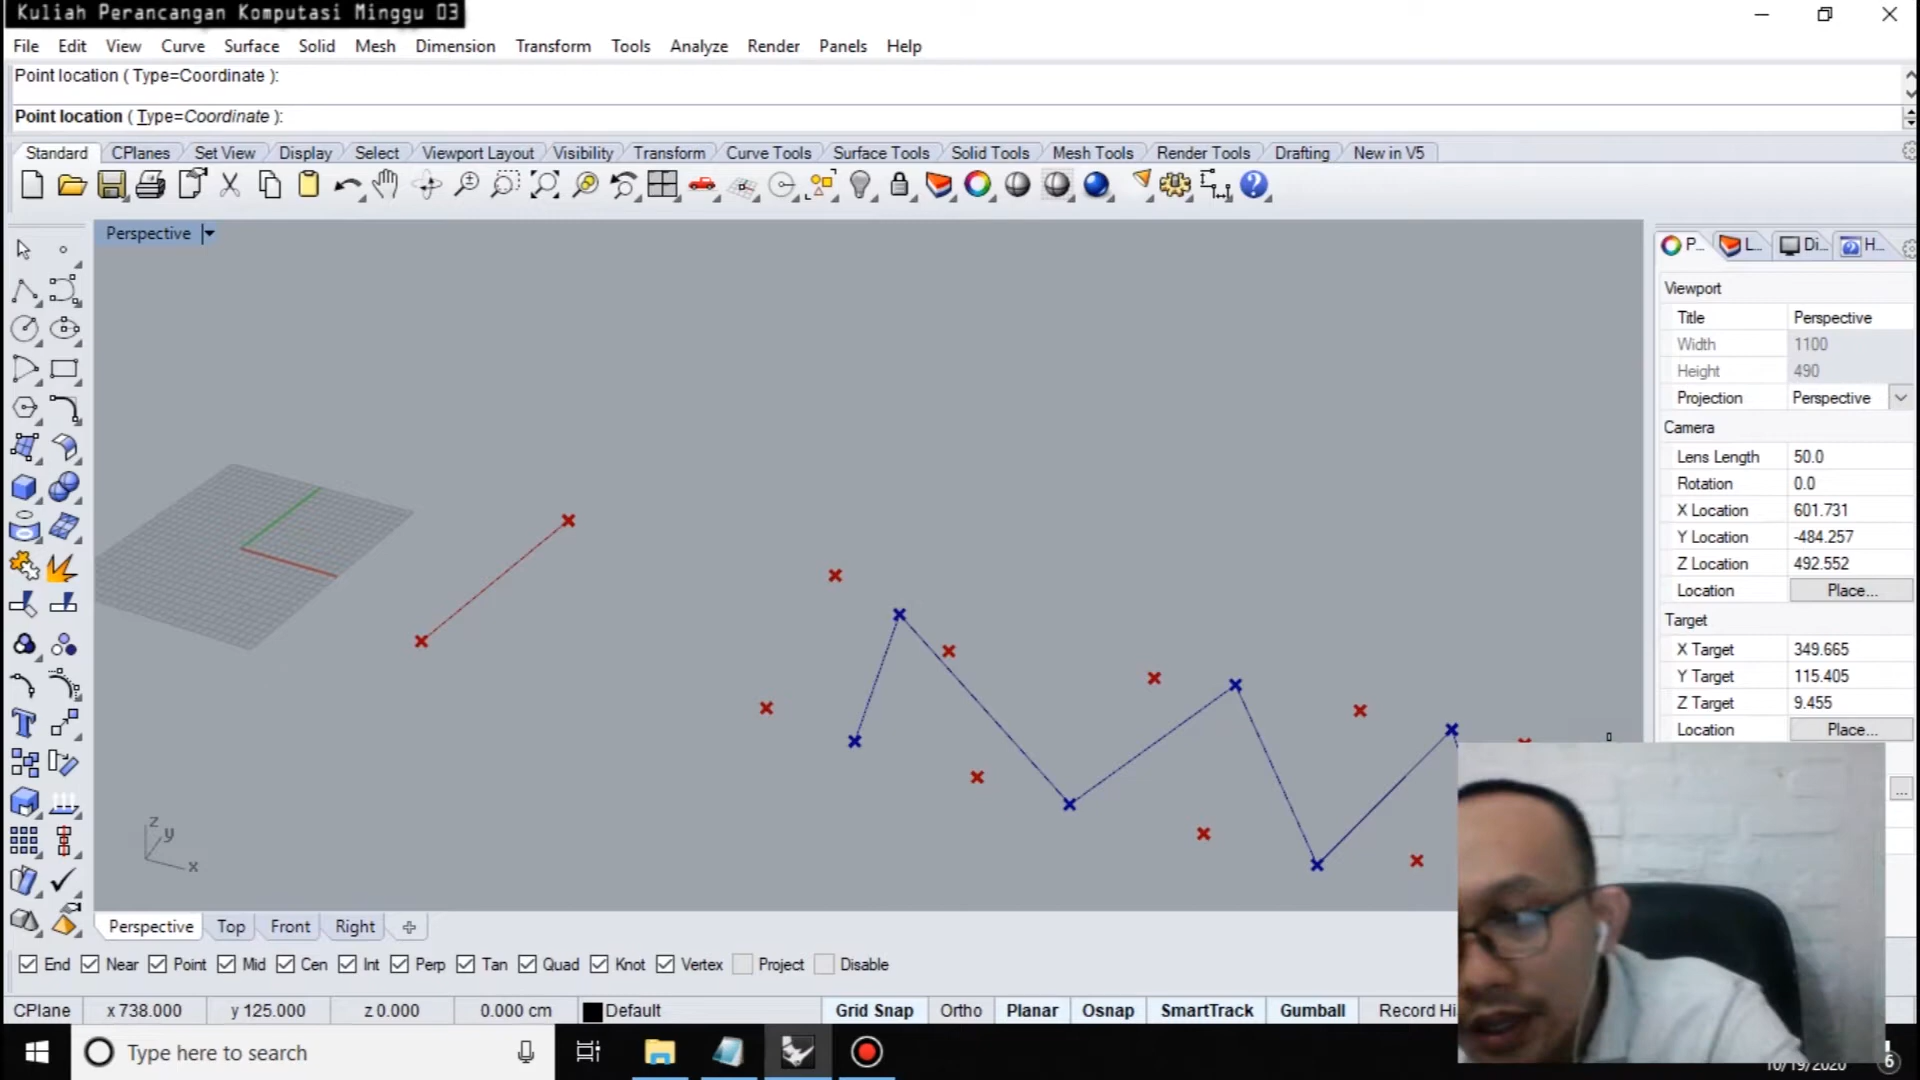 Kuliah Perancangan Komputasi Minggu 03
File Edit View Curve Surface Solid Mesh Dimension Transform Tools Analyze Render Panels Help
Point location ( Type=Coordinate ):
Point location ( Type=Coordinate ):
Standard CPlanes Set View Display Select Viewport Layout Visibility Transform Curve Tools Surface Tools Solid Tools Mesh Tools Render Tools Drafting New in V5
Perspective
P... L... Di... H...
Viewport
Title Perspective
Width 1100
Height 490
Projection Perspective
Camera
Lens Length 50.0
Rotation 0.0
X Location 601.731
Y Location -484.257
Z Location 492.552
Location Place...
Target
X Target 349.665
Y Target 115.405
Z Target 9.455
Location Place...
...
z
y
x
Perspective Top Front Right
End Near Point Mid Cen Int Perp Tan Quad Knot Vertex Project Disable
CPlane x 738.000 y 125.000 z 0.000 0.000 cm Default Grid Snap Ortho Planar Osnap SmartTrack Gumball Record Hi
Type here to search
10/19/2020
6